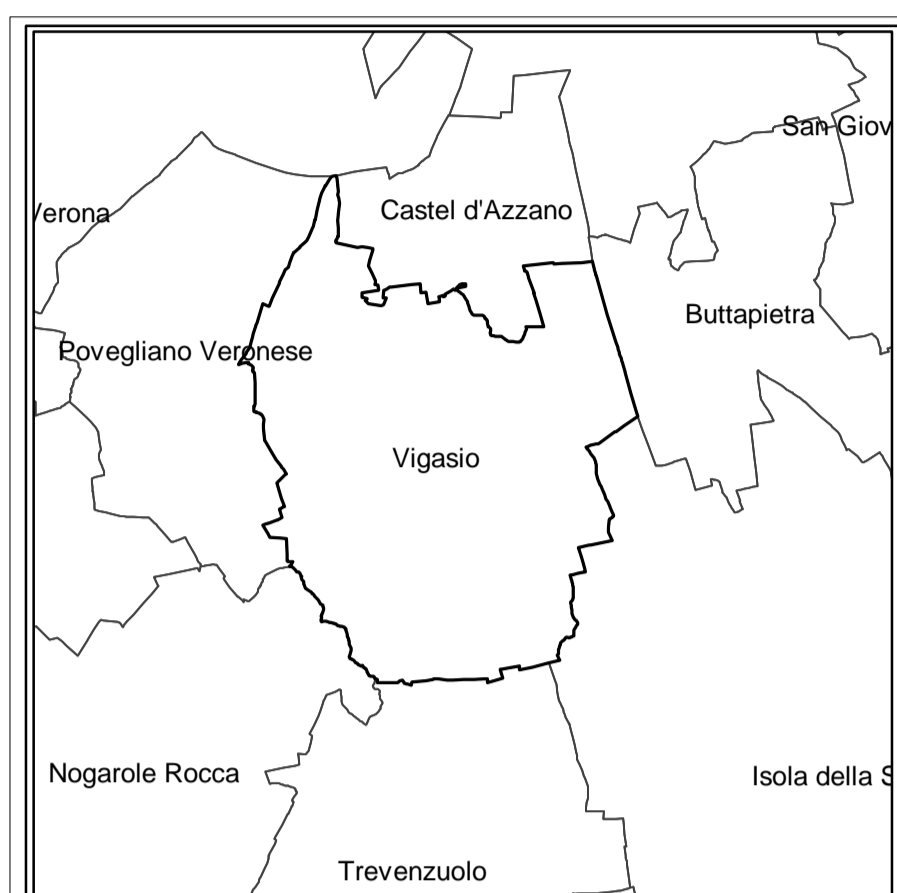 San Giov
Verona
Castel d'Azzano
Buttapietra
Povegliano Veronese
Vigasio
Nogarole Rocca
Isola della S
Trevenzuolo